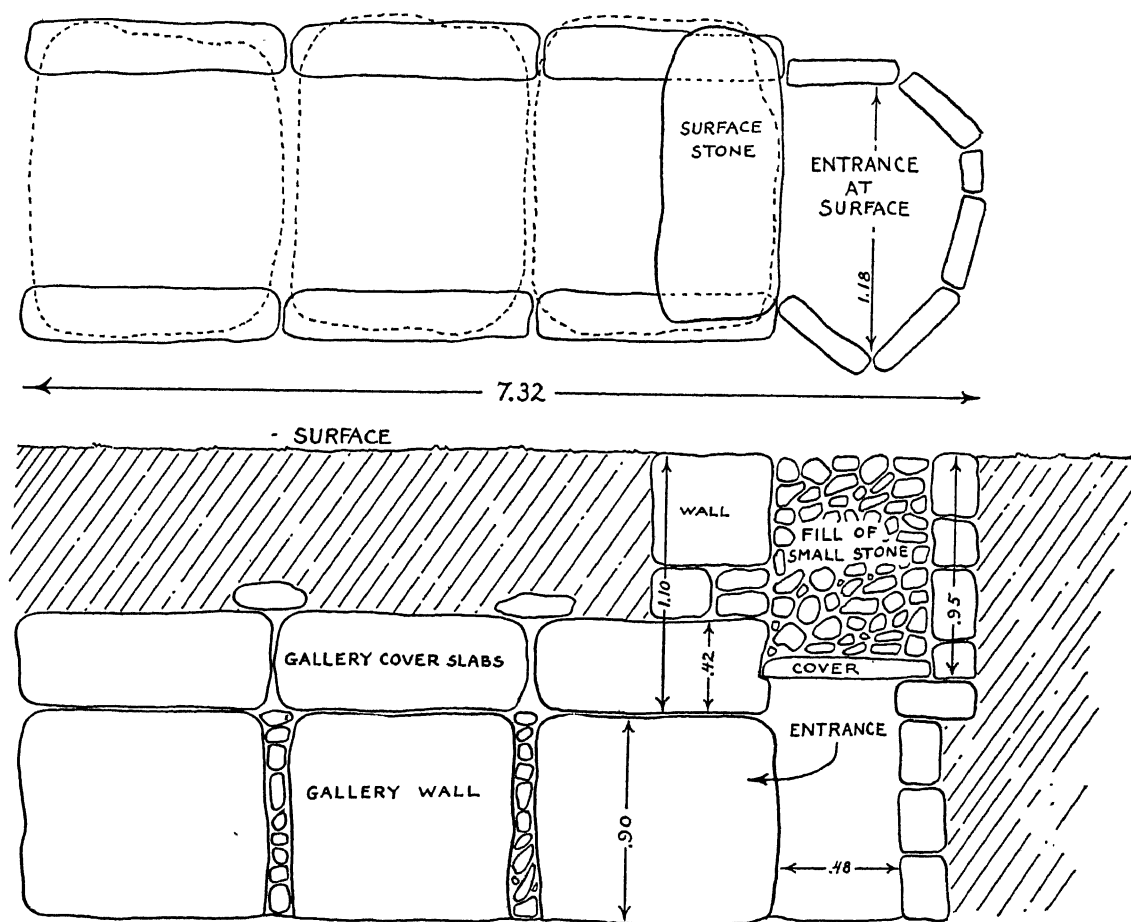 SURFACE
STONE
ENTRANCE
AT
SURFACE
1.18
7.32
SURFACE
WALL
FILL OF
SMALL STONE
1.10
.95
GALLERY COVER SLABS
.42
COVER
ENTRANCE
GALLERY WALL
.90
.48